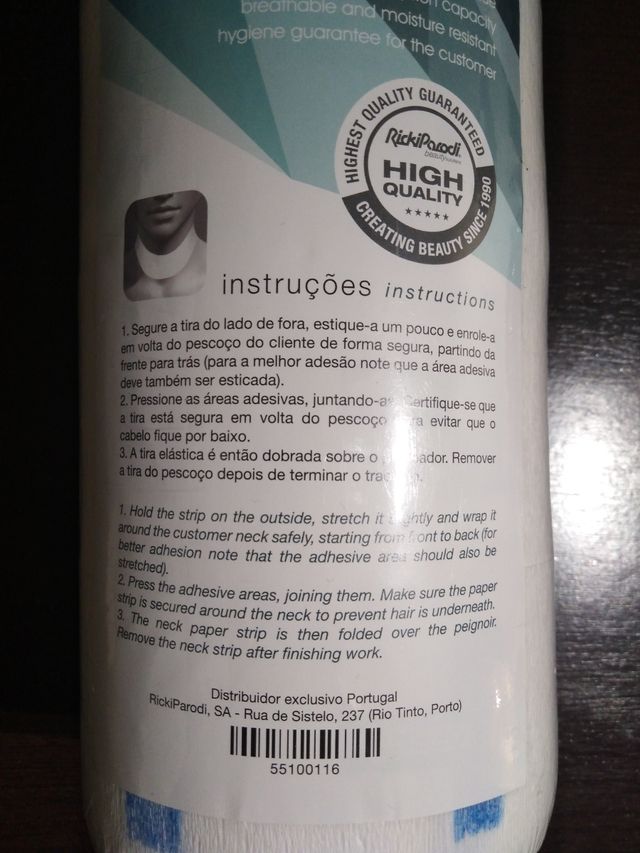 capacity
breathable and moisture resistant
hygiene guarantee for the customer
HIGHEST QUALITY GUARANTEED
RickiParodi
HIGH
QUALITY
CREATING BEAUTY SINCE 1990
instruções instructions
1. Segure a tira do lado de fora, estique-a um pouco e enrole-a
em volta do pescoço do cliente de forma segura, partindo da
frente para trás (para a melhor adesão note que a área adesiva
deve também ser esticada).
2. Pressione as áreas adesivas, juntando-as. Certifique-se que
a tira está segura em volta do pescoço para evitar que o
cabelo fique por baixo.
3. A tira elástica é então dobrada sobre o Remover
a tira do pescoço depois de terminar o
1. Hold the strip on the outside, stretch it slightly and wrap it
around the customer neck safely, starting from front to back (for
better adhesion note that the adhesive area should also be
stretched).
2. Press the adhesive areas, joining them. Make sure the paper
strip is secured around the neck to prevent hair is underneath.
3. The neck paper strip is then folded over the peignoir.
Remove the neck strip after finishing work.
Distribuidor exclusivo Portugal
RickiParodi, SA - Rua de Sistelo, 237 (Rio Tinto, Porto)
55100116